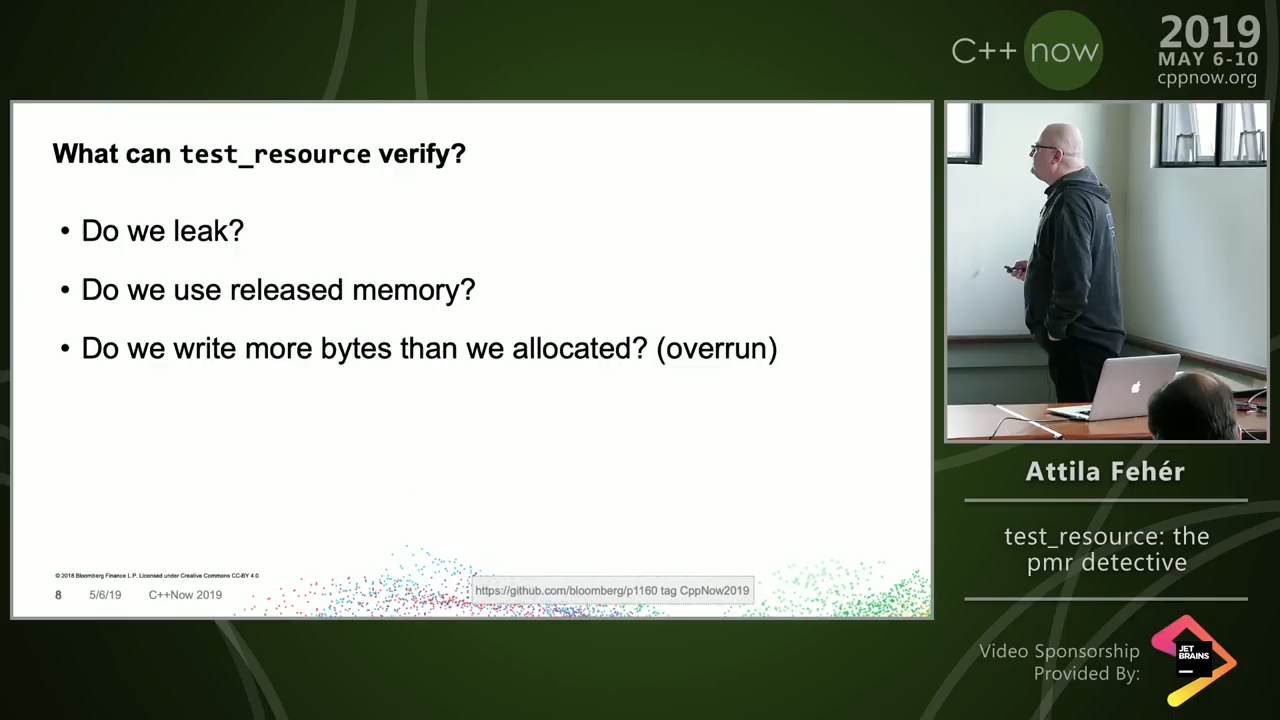 C++ now
2019
MAY 6-10
cppnow.org
What can test_resource verify?
• Do we leak?
• Do we use released memory?
• Do we write more bytes than we allocated? (overrun)
© 2018 Bloomberg Finance L.P. Licensed under Creative Commons CC-BY 4.0
8 5/6/19 C++Now 2019
https://github.com/bloomberg/p1160 tag CppNow2019
Attila Fehér
test_resource: the
pmr detective
Video Sponsorship
Provided By:
JET
BRAINS